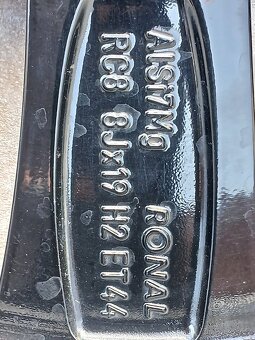 AlSi7Mg RONAL
RC8 8Jx19 H2 ET44